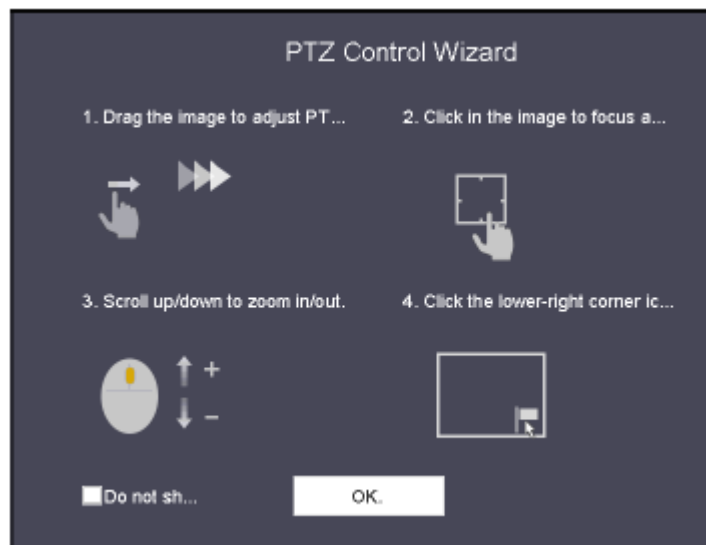 PTZ Control Wizard
1. Drag the image to adjust PT...
2. Click in the image to focus a...
3. Scroll up/down to zoom in/out.
4. Click the lower-right corner ic...
Do not sh...
OK.